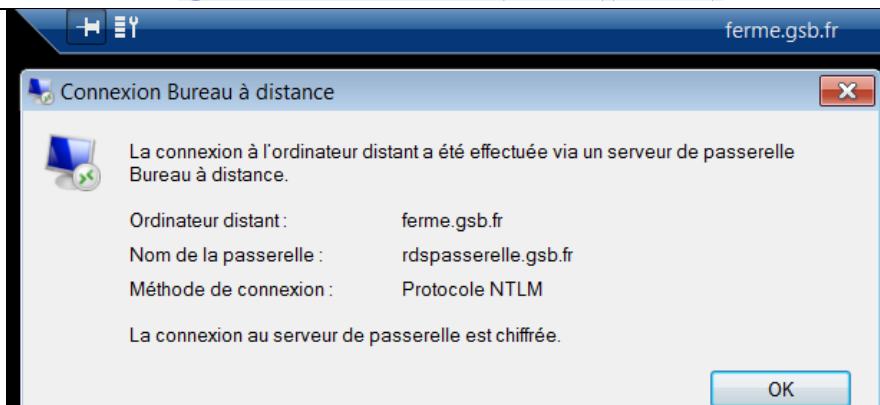 ferme.gsb.fr
Connexion Bureau à distance
La connexion à l'ordinateur distant a été effectuée via un serveur de passerelle
Bureau à distance.
Ordinateur distant : ferme.gsb.fr
Nom de la passerelle : rdspasserelle.gsb.fr
Méthode de connexion : Protocole NTLM
La connexion au serveur de passerelle est chiffrée.
OK